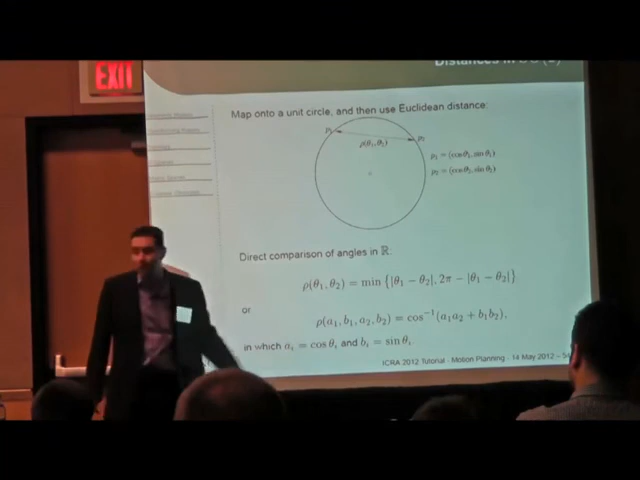 EXIT
Distances in
Map onto a unit circle, and then use Euclidean distance:
p₁
p₂
ρ(θ₁, θ₂)
p₁ = (cos θ₁, sin θ₁)
p₂ = (cos θ₂, sin θ₂)
Direct comparison of angles in ℝ:
ρ(θ₁, θ₂) = min {|θ₁ − θ₂|, 2π − |θ₁ − θ₂|}
or
ρ(a₁, b₁, a₂, b₂) = cos⁻¹(a₁a₂ + b₁b₂),
in which aᵢ = cos θᵢ and bᵢ = sin θᵢ.
ICRA 2012 Tutorial - Motion Planning - 14 May 2012 –